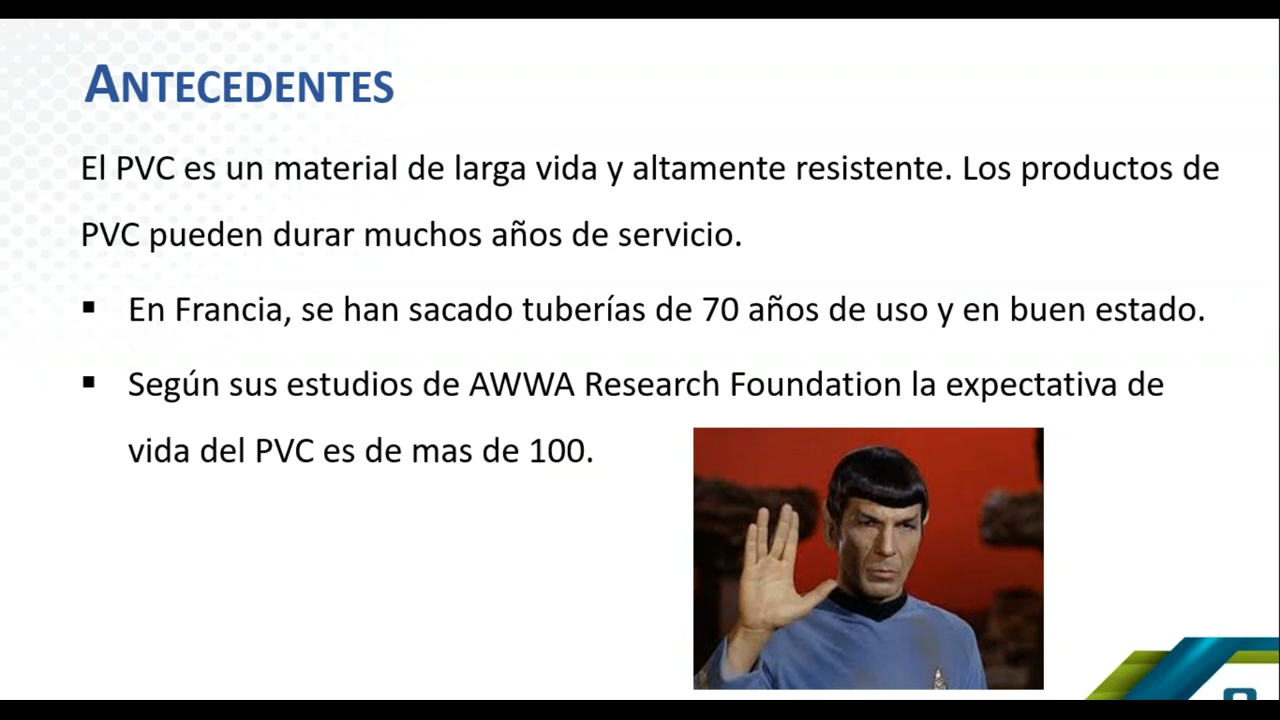 ANTECEDENTES
El PVC es un material de larga vida y altamente resistente. Los productos de
PVC pueden durar muchos años de servicio.
▪ En Francia, se han sacado tuberías de 70 años de uso y en buen estado.
▪ Según sus estudios de AWWA Research Foundation la expectativa de
vida del PVC es de mas de 100.